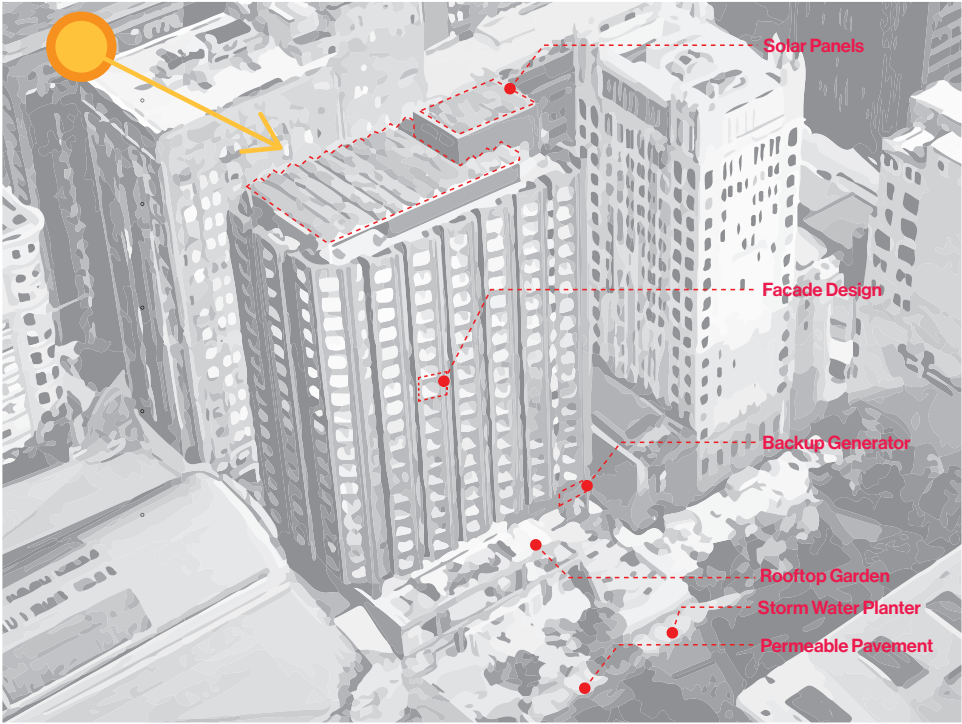 Solar Panels
Facade Design
Backup Generator
Rooftop Garden
Storm Water Planter
Permeable Pavement